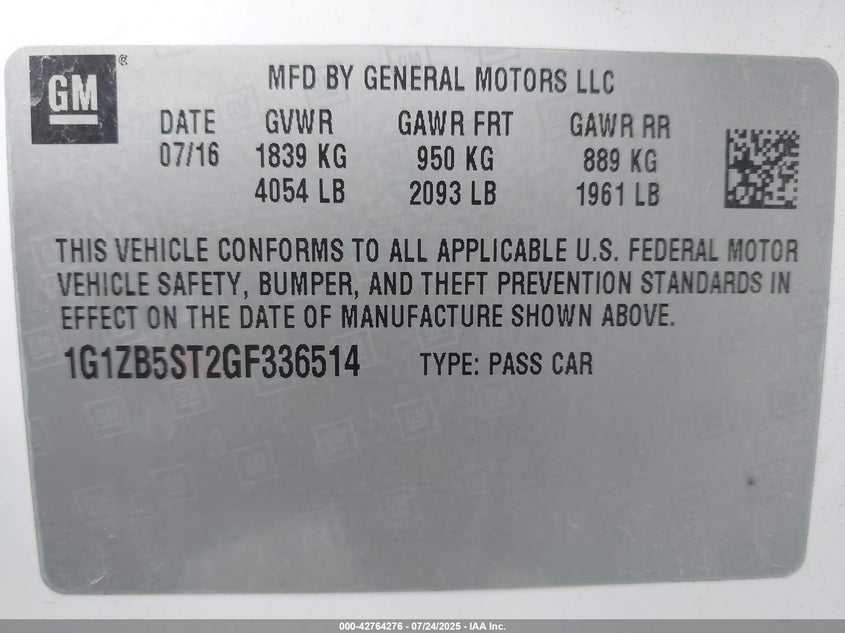 GM ®
MFD BY GENERAL MOTORS LLC
DATE GVWR GAWR FRT GAWR RR
07/16 1839 KG 950 KG 889 KG
4054 LB 2093 LB 1961 LB
THIS VEHICLE CONFORMS TO ALL APPLICABLE U.S. FEDERAL MOTOR
VEHICLE SAFETY, BUMPER, AND THEFT PREVENTION STANDARDS IN
EFFECT ON THE DATE OF MANUFACTURE SHOWN ABOVE.
1G1ZB5ST2GF336514 TYPE: PASS CAR
000-42764276 - 07/24/2025 - IAA Inc.